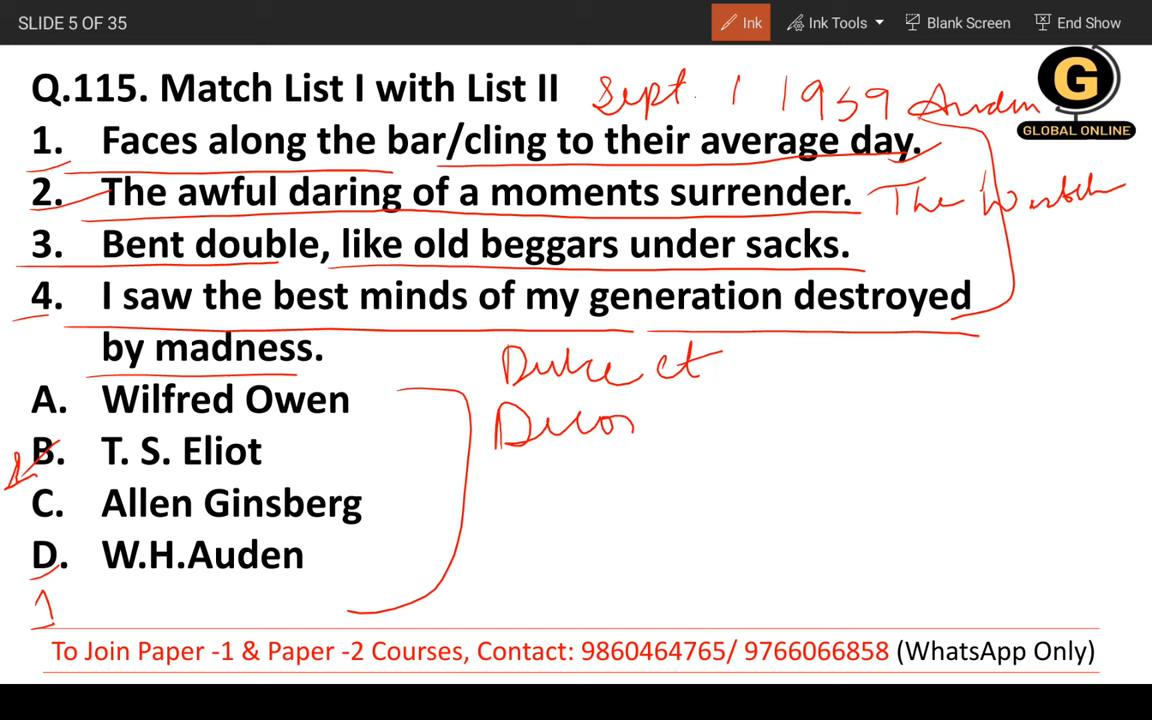 SLIDE 5 OF 35
Ink
Ink Tools
Blank Screen
End Show
Q.115. Match List I with List II
Sept. 1 1939 Auden
G
GLOBAL ONLINE
1. Faces along the bar/cling to their average day.
2. The awful daring of a moments surrender.
The
3. Bent double, like old beggars under sacks.
4. I saw the best minds of my generation destroyed
by madness.
Dulce et
Decor
A. Wilfred Owen
B. T. S. Eliot
C. Allen Ginsberg
D. W.H.Auden
1
To Join Paper -1 & Paper -2 Courses, Contact: 9860464765/ 9766066858 (WhatsApp Only)